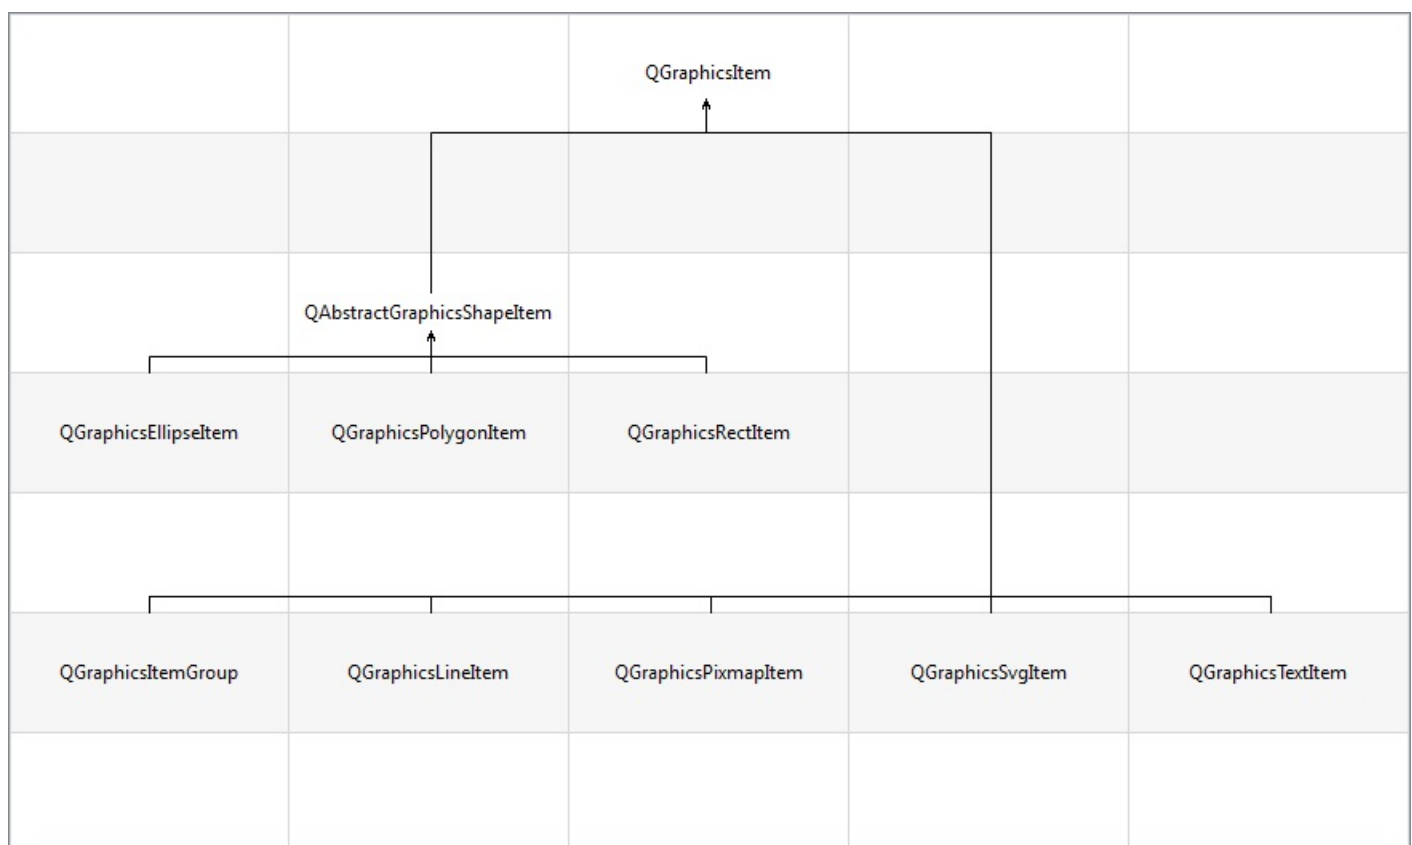 QGraphicsItem
QAbstractGraphicsShapeItem
QGraphicsEllipseItem QGraphicsPolygonItem QGraphicsRectItem
QGraphicsItemGroup QGraphicsLineItem QGraphicsPixmapItem QGraphicsSvgItem QGraphicsTextItem